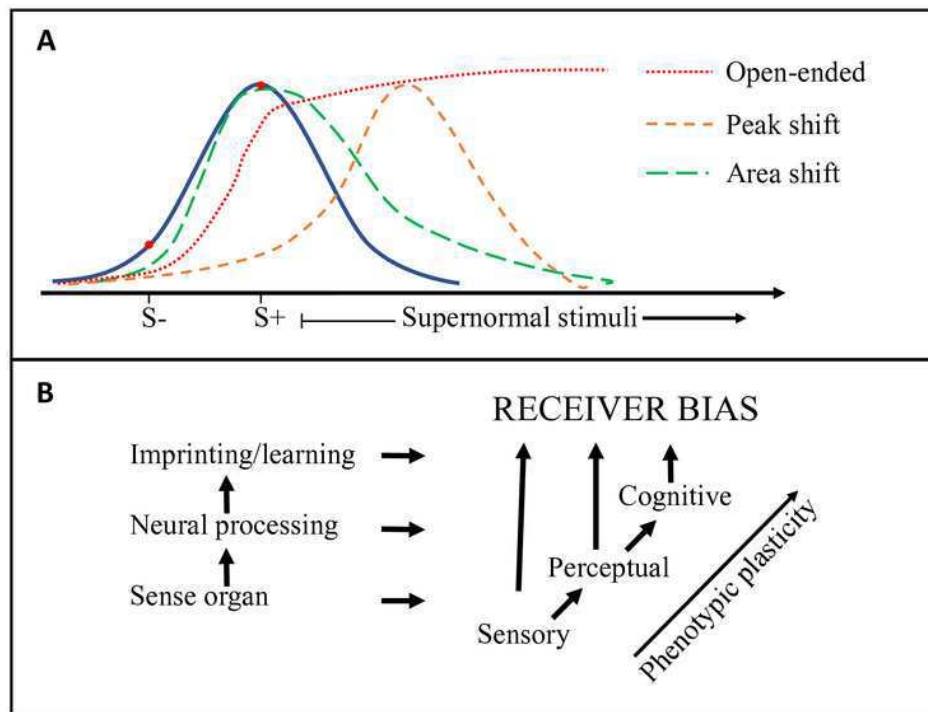 A
Open-ended
Peak shift
Area shift
S-
S+
Supernormal stimuli
B
RECEIVER BIAS
Imprinting/learning
Cognitive
Neural processing
Perceptual
Sense organ
Sensory
Phenotypic plasticity